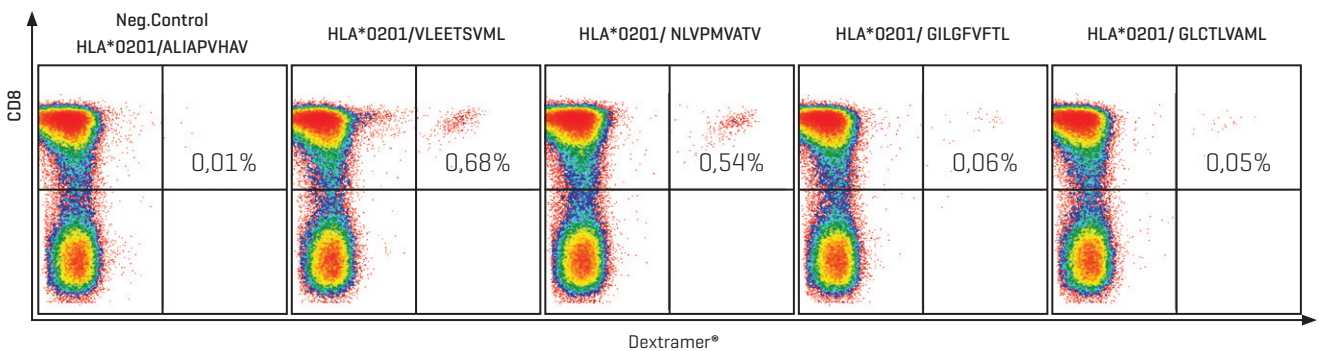 Neg.Control
HLA*0201/ALIAPVHAV
HLA*0201/VLEETSVML
HLA*0201/ NLVPMVATV
HLA*0201/ GILGFVFTL
HLA*0201/ GLCTLVAML
CD8
0,01%
0,68%
0,54%
0,06%
0,05%
Dextramer®